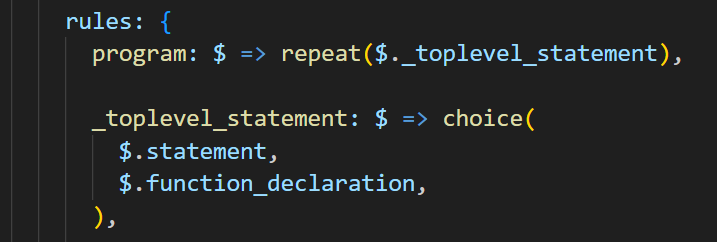 rules: {
program: $ => repeat($._toplevel_statement),
_toplevel_statement: $ => choice(
$.statement,
$.function_declaration,
),